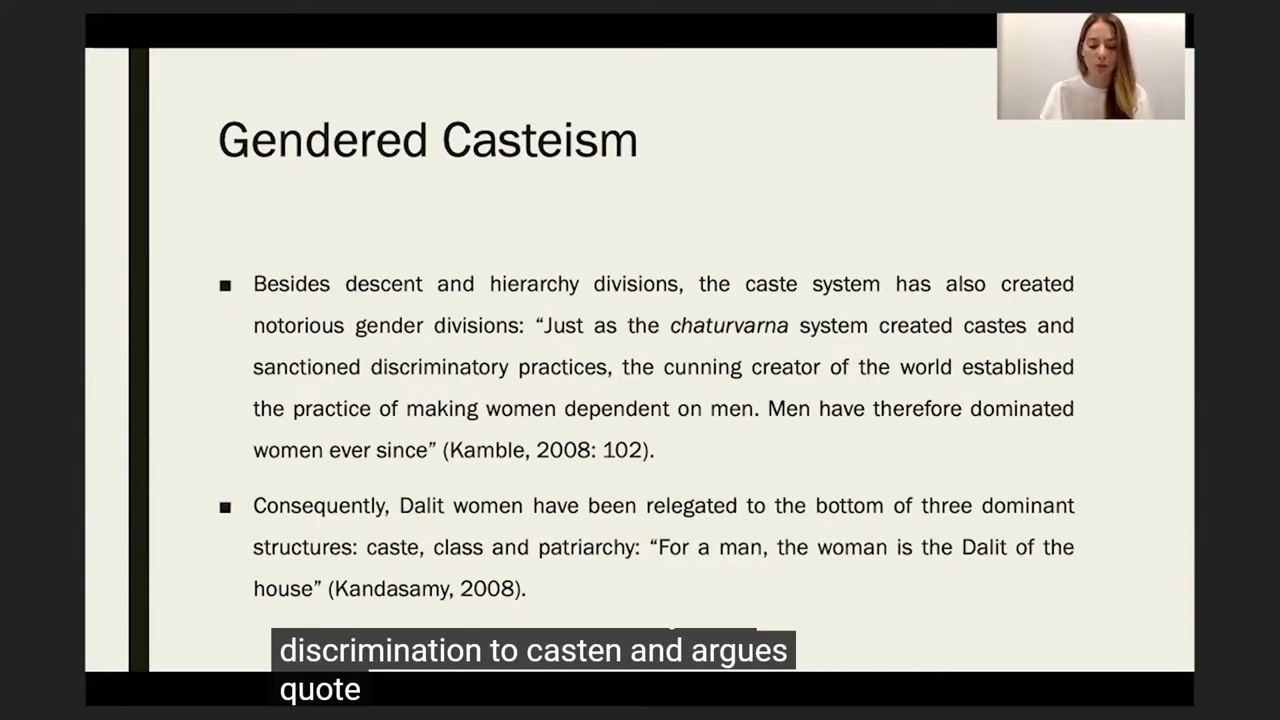 Gendered Casteism
■ Besides descent and hierarchy divisions, the caste system has also created
notorious gender divisions: “Just as the chaturvarna system created castes and
sanctioned discriminatory practices, the cunning creator of the world established
the practice of making women dependent on men. Men have therefore dominated
women ever since” (Kamble, 2008: 102).
■ Consequently, Dalit women have been relegated to the bottom of three dominant
structures: caste, class and patriarchy: “For a man, the woman is the Dalit of the
house” (Kandasamy, 2008).
discrimination to casten and argues
quote